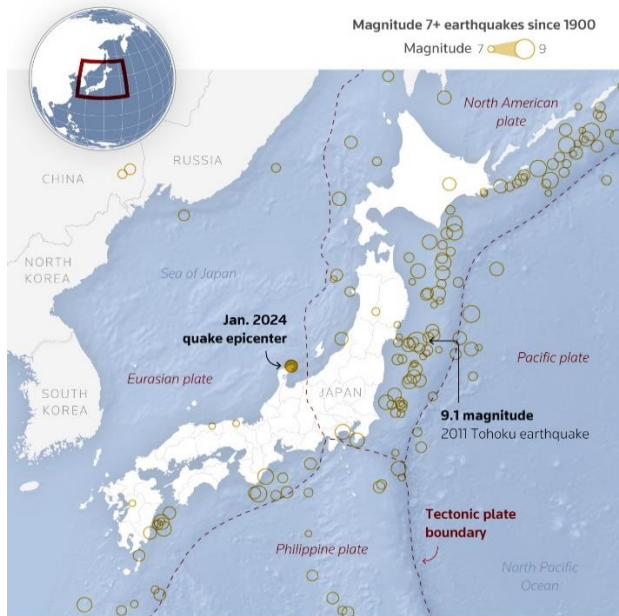 Magnitude 7+ earthquakes since 1900
Magnitude 7 9
North American
plate
RUSSIA
CHINA
NORTH
KOREA
Sea of Japan
Jan. 2024
quake epicenter
Pacific plate
Eurasian plate
SOUTH
KOREA
JAPAN
9.1 magnitude
2011 Tohoku earthquake
Tectonic plate
boundary
Philippine plate
North Pacific
Ocean